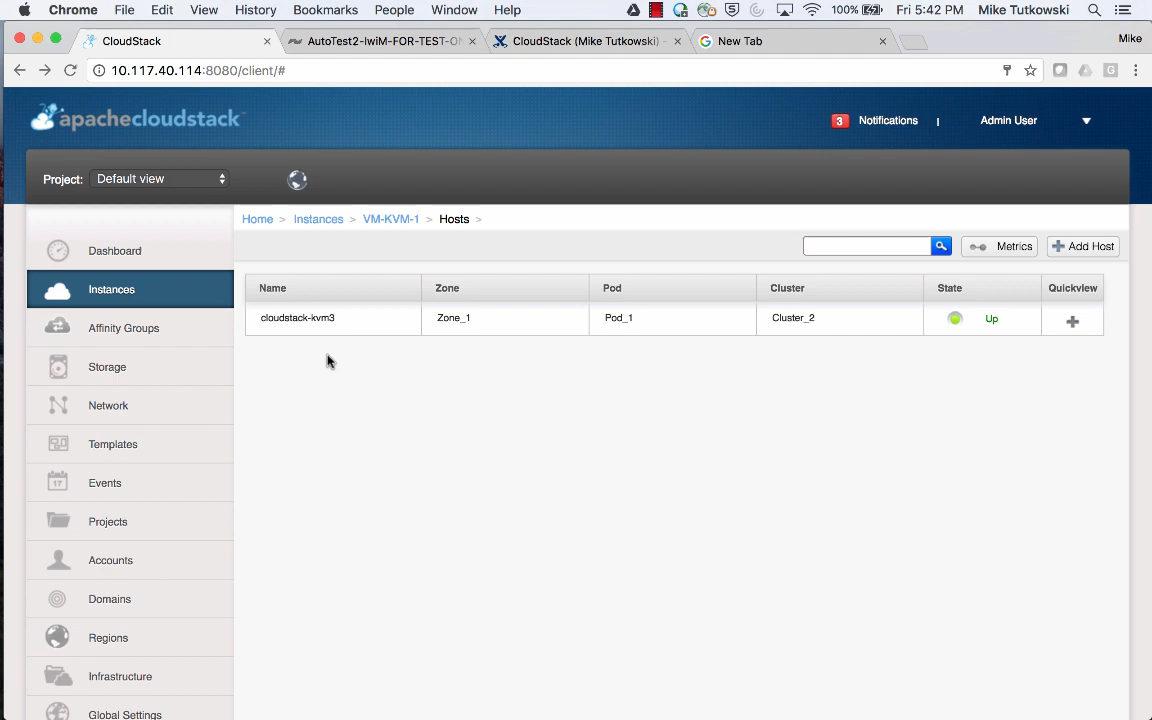 Chrome File Edit View History Bookmarks People Window Help 100% Fri 5:42 PM Mike Tutkowski
CloudStack AutoTest2-IwiM-FOR-TEST-O CloudStack (Mike Tutkowski) - New Tab Mike
10.117.40.114:8080/client/#
apachecloudstack
3 Notifications | Admin User
Project: Default view
Home > Instances > VM-KVM-1 > Hosts >
Metrics Add Host
Name Zone Pod Cluster State Quickview
cloudstack-kvm3 Zone_1 Pod_1 Cluster_2 Up
Dashboard
Instances
Affinity Groups
Storage
Network
Templates
17
Events
Projects
Accounts
Domains
Regions
Infrastructure
Global Settings